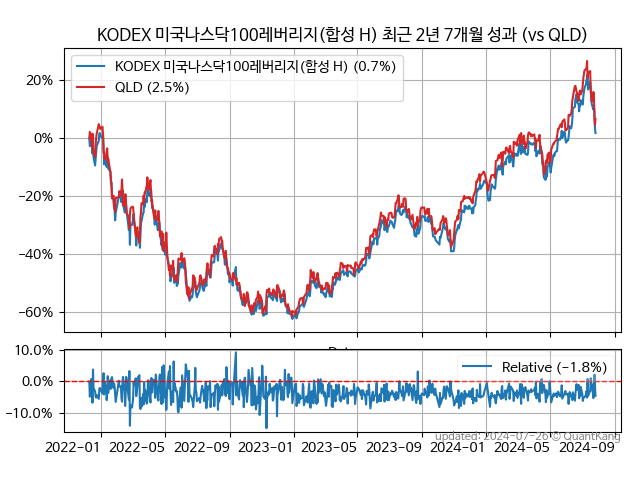 KODEX 미국나스닥100레버리지(합성 H) 최근 2년 7개월 성과 (vs QLD)
KODEX 미국나스닥100레버리지(합성 H) (0.7%)
QLD (2.5%)
20%
0%
−20%
−40%
−60%
10.0%
0.0%
−10.0%
Relative (−1.8%)
2022−01 2022−05 2022−09 2023−01 2023−05 2023−09 2024−01 2024−05 2024−09
updated: 2024−07−26 © QuantKang